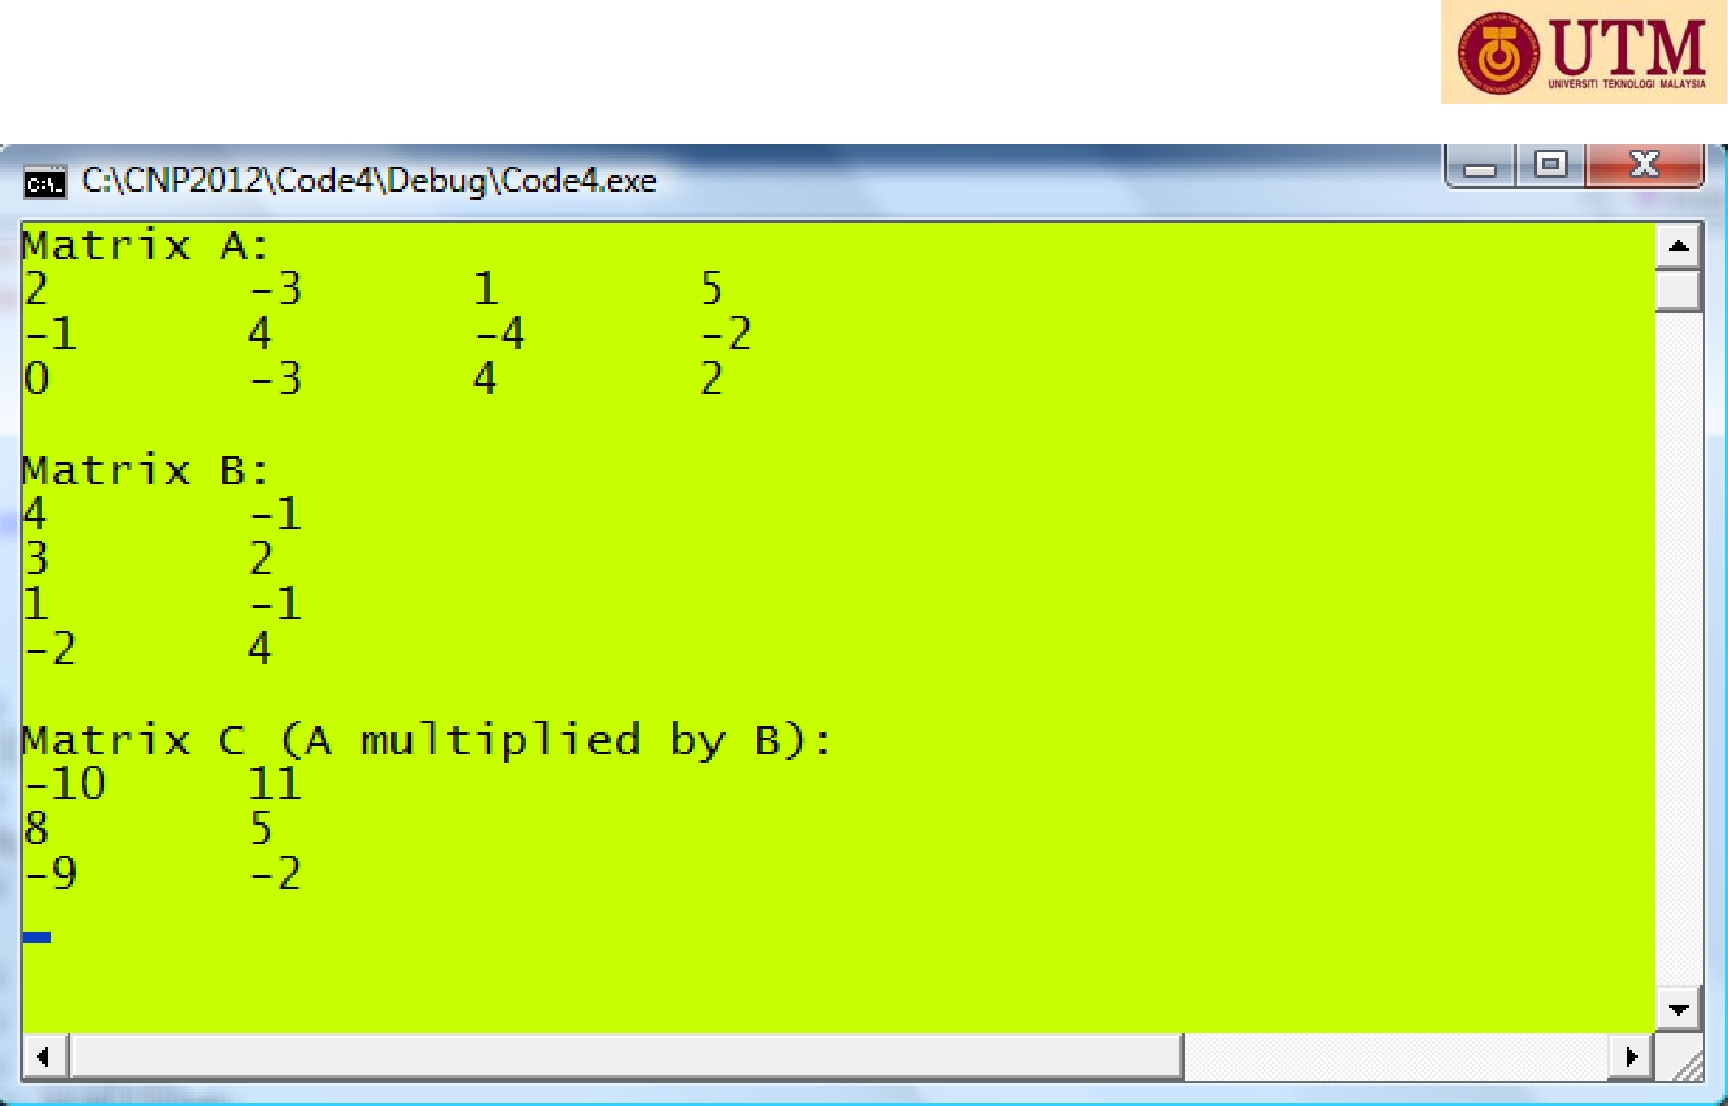 UTM
UNIVERSITI TEKNOLOGI MALAYSIA
C:\CNP2012\Code4\Debug\Code4.exe
Matrix A:
2 -3 1 5
-1 4 -4 -2
0 -3 4 2
Matrix B:
4 -1
3 2
1 -1
-2 4
Matrix C (A multiplied by B):
-10 11
8 5
-9 -2